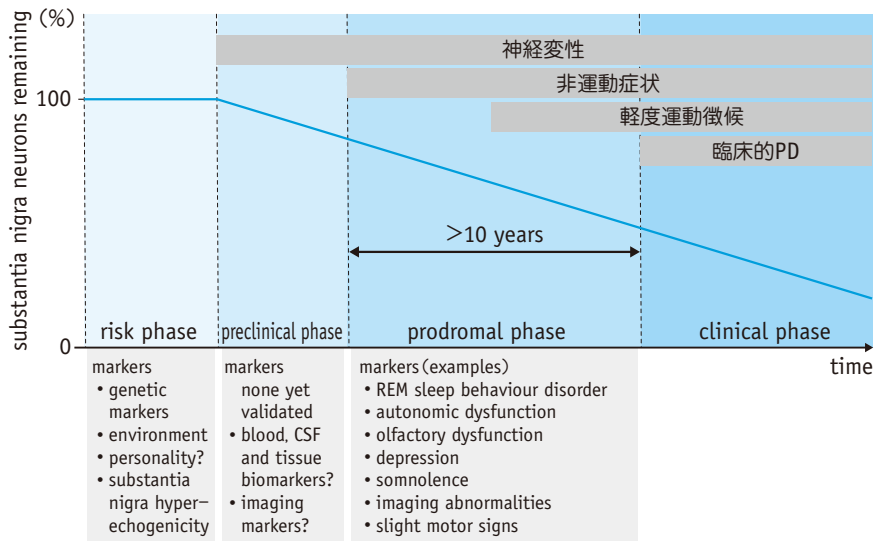 (%)
substantia nigra neurons remaining
100
0
神経変性
非運動症状
軽度運動徴候
臨床的PD
>10 years
risk phase
preclinical phase
prodromal phase
clinical phase
time
markers
• genetic
markers
• environment
• personality?
• substantia
nigra hyper-
echogenicity
markers
none yet
validated
• blood, CSF
and tissue
biomarkers?
• imaging
markers?
markers (examples)
• REM sleep behaviour disorder
• autonomic dysfunction
• olfactory dysfunction
• depression
• somnolence
• imaging abnormalities
• slight motor signs